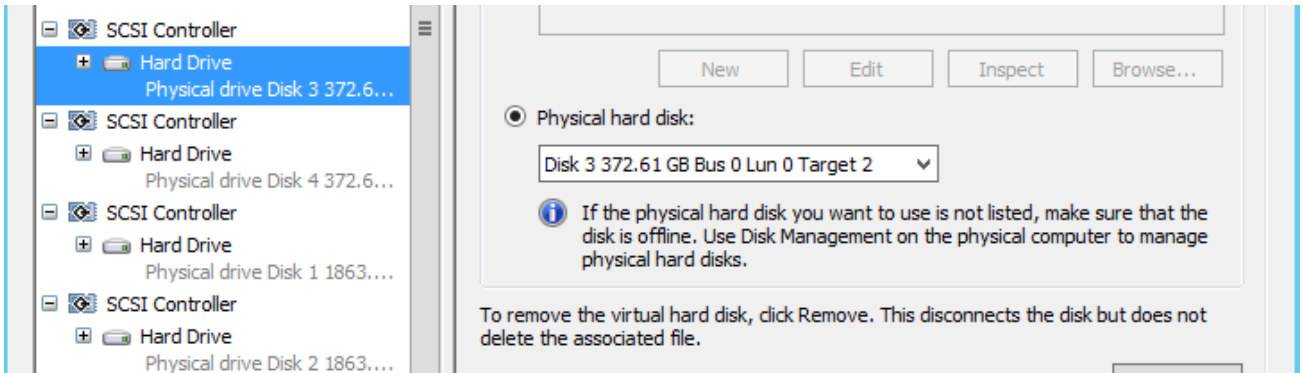 SCSI Controller
Hard Drive
Physical drive Disk 3 372.6...
SCSI Controller
Hard Drive
Physical drive Disk 4 372.6...
SCSI Controller
Hard Drive
Physical drive Disk 1 1863....
SCSI Controller
Hard Drive
Physical drive Disk 2 1863....
New Edit Inspect Browse...
Physical hard disk:
Disk 3 372.61 GB Bus 0 Lun 0 Target 2
If the physical hard disk you want to use is not listed, make sure that the
disk is offline. Use Disk Management on the physical computer to manage
physical hard disks.
To remove the virtual hard disk, click Remove. This disconnects the disk but does not
delete the associated file.